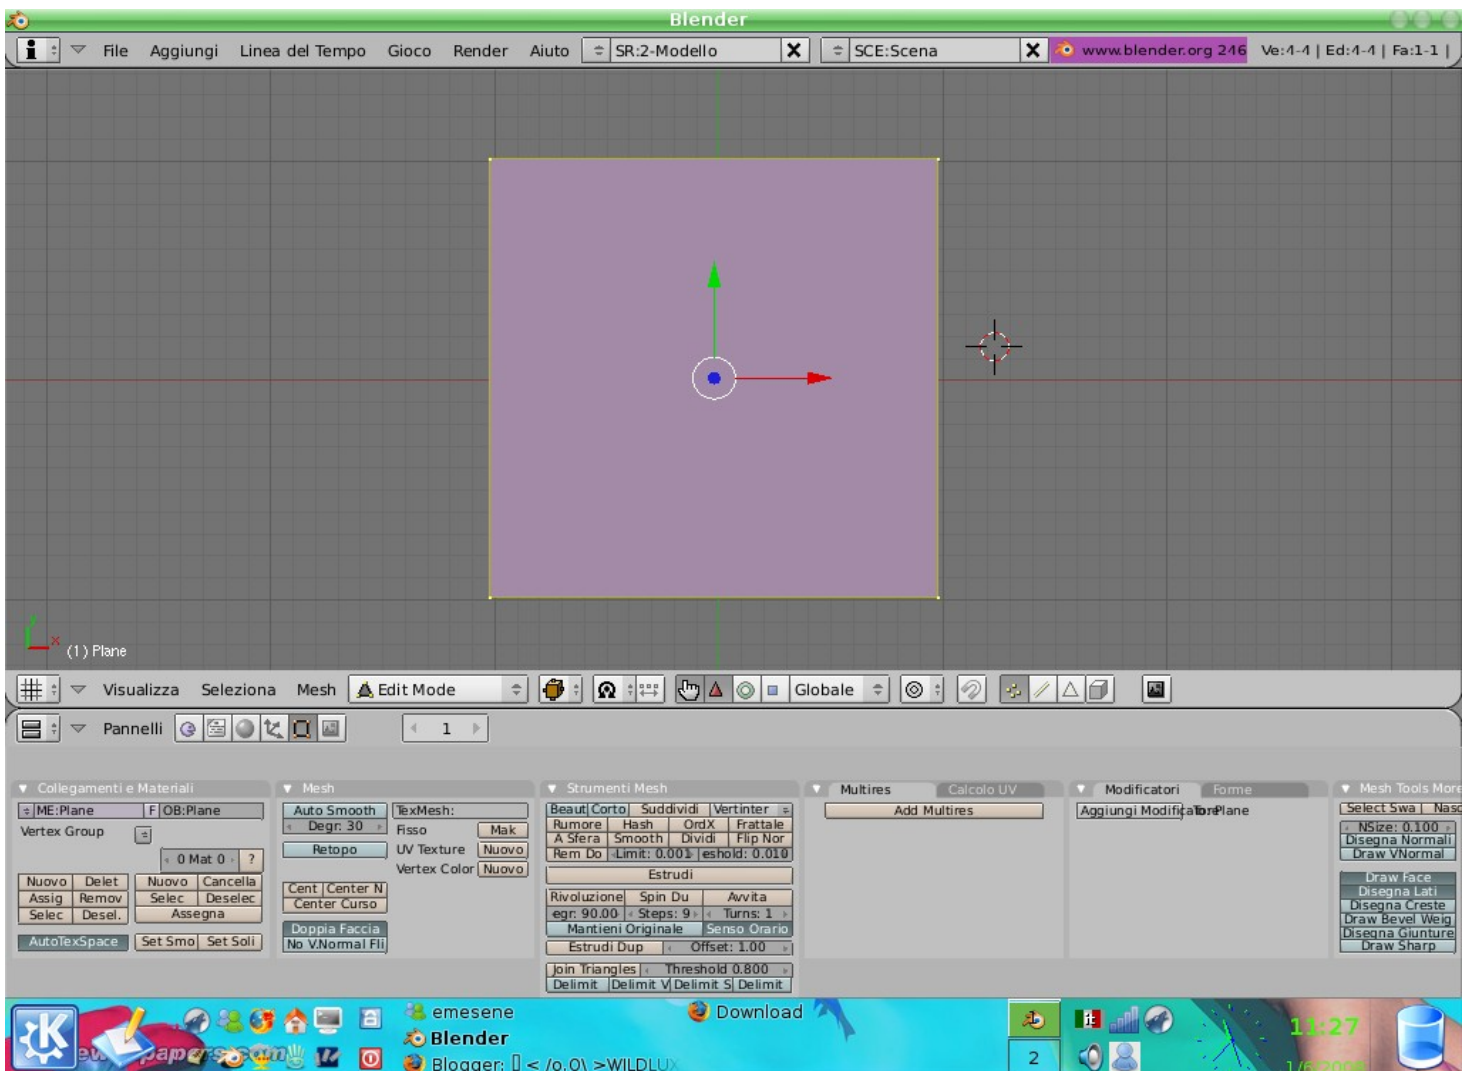 Blender
File Aggiungi Linea del Tempo Gioco Render Aiuto SR:2-Modello X SCE:Scena X www.blender.org 246 Ve:4-4 | Ed:4-4 | Fa:1-1 |
y
x
(1) Plane
Visualizza Seleziona Mesh Edit Mode Globale
Pannelli 1
Collegamenti e Materiali
ME:Plane F OB:Plane
Vertex Group
0 Mat 0 ?
Nuovo Delet Nuovo Cancella
Assig Remov Selec Deselec
Selec Desel. Assegna
AutoTexSpace Set Smo Set Soli
Mesh
Auto Smooth TexMesh:
Degr: 30 Fisso Mak
Retopo UV Texture Nuovo
Vertex Color Nuovo
Cent Center N
Center Curso
Doppia Faccia
No V.Normal Fli
Strumenti Mesh
Beaut Corto Suddividi Vertinter
Rumore Hash OrdX Frattale
A Sfera Smooth Dividi Flip Nor
Rem Do Limit: 0.001 eshold: 0.010
Estrudi
Rivoluzione Spin Du Avvita
egr: 90.00 Steps: 9 Turns: 1
Mantieni Originale Senso Orario
Estrudi Dup Offset: 1.00
Join Triangles Threshold 0.800
Delimit Delimit V Delimit S Delimit
Multires Calcolo UV
Add Multires
Modificatori Forme
Aggiungi Modific To: Plane
Mesh Tools More
Select Swa Nasc
NSize: 0.100
Disegna Normali
Draw VNormal
Draw Face
Disegna Lati
Disegna Creste
Draw Bevel Weig
Disegna Giunture
Draw Sharp
emesene Download
Blender
Blogger: < /o.O\ >WILDLUX
2
it
11:27